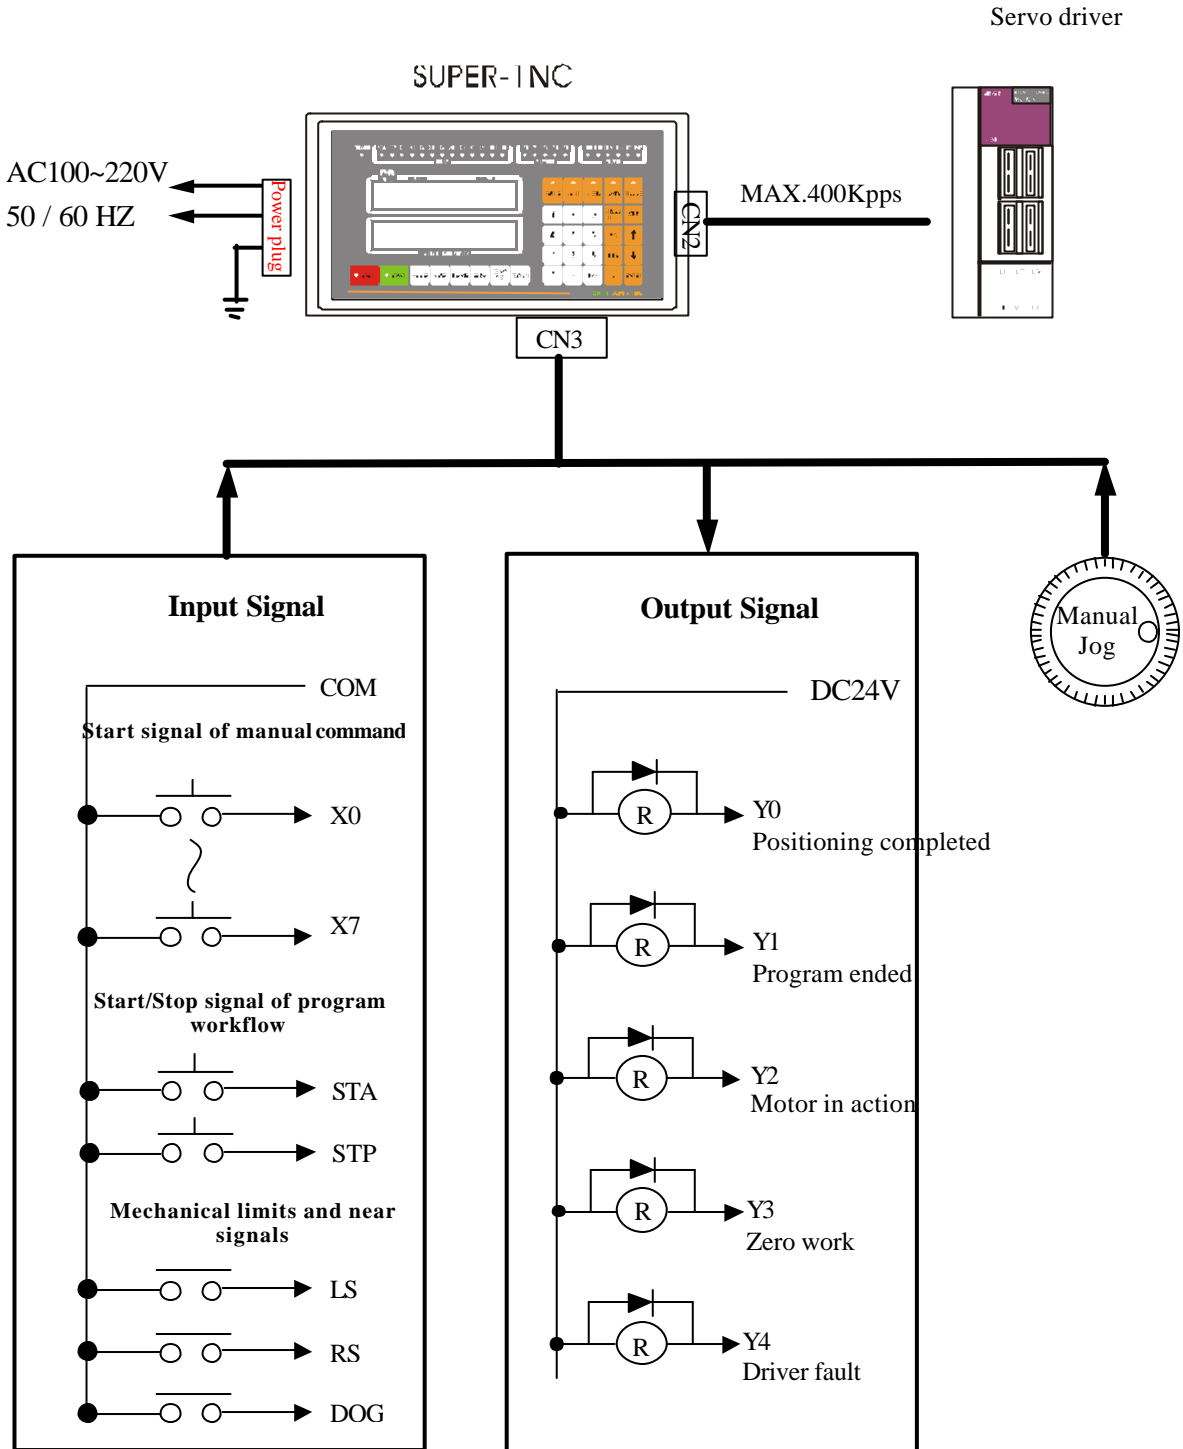 Servo driver
SUPER-1NC
AC100~220V
50 / 60 HZ
Power plug
CN2
MAX.400Kpps
CN3
Input Signal
COM
Start signal of manual command
X0
X7
Start/Stop signal of program
workflow
STA
STP
Mechanical limits and near
signals
LS
RS
DOG
Output Signal
DC24V
R
Y0
Positioning completed
R
Y1
Program ended
R
Y2
Motor in action
R
Y3
Zero work
R
Y4
Driver fault
Manual
Jog